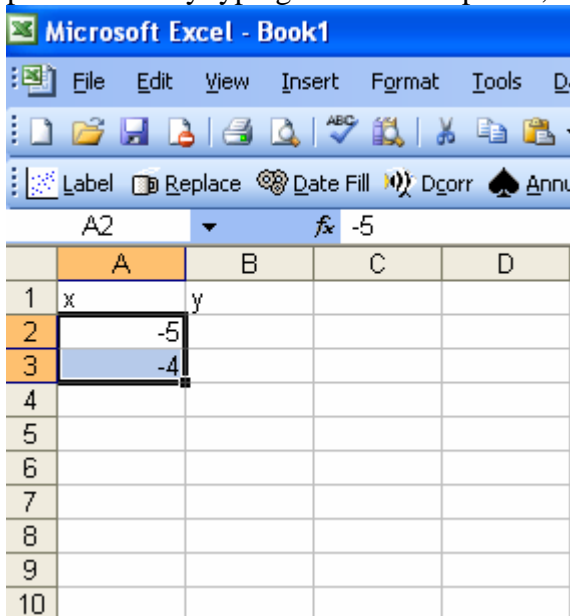 Microsoft Excel - Book1
File Edit View Insert Format Tools
ABC
Label Replace Date Fill Dcorr
A2 fx -5
A B C D
1 x y
2 -5
3 -4
4
5
6
7
8
9
10